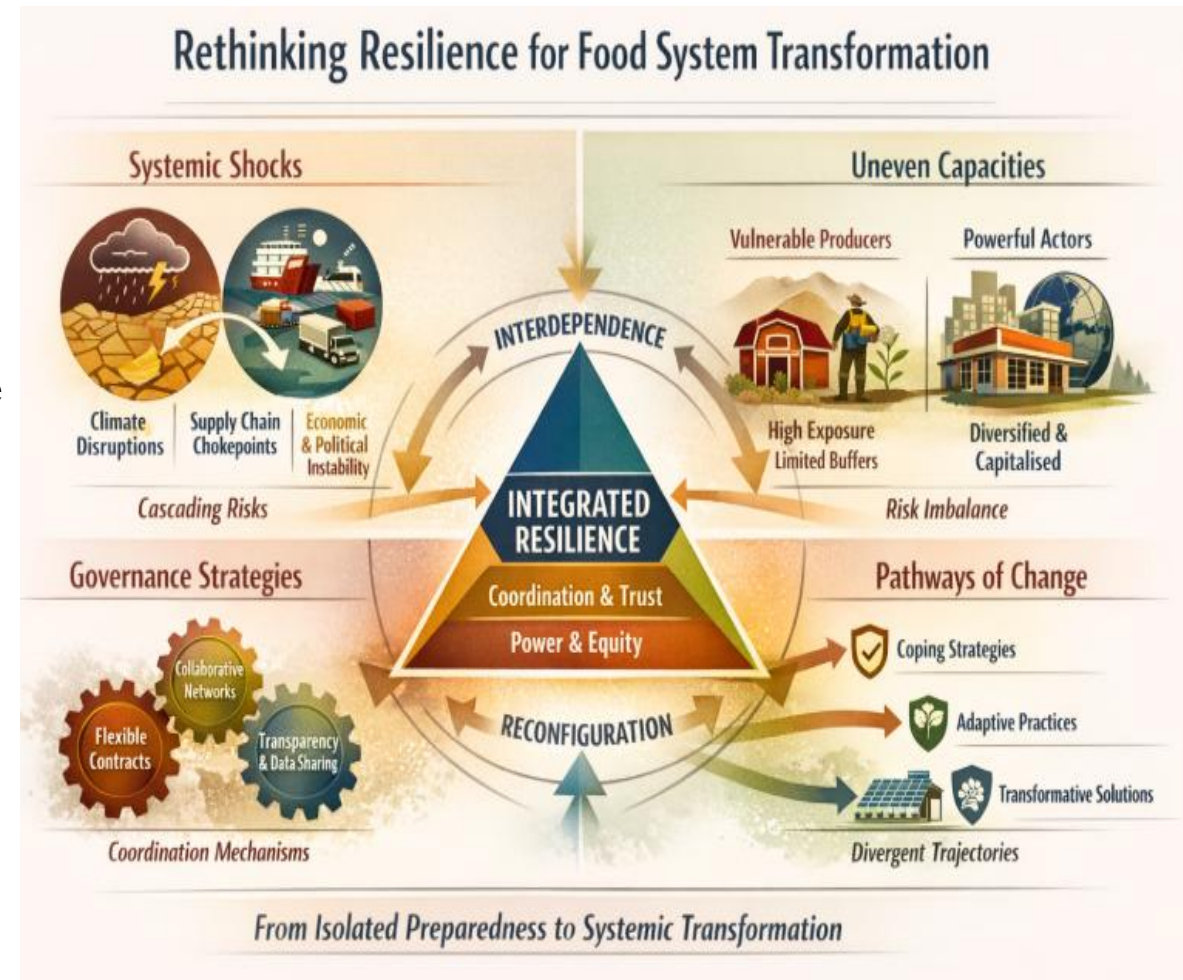 Rethinking Resilience for Food System Transformation
Systemic Shocks
Climate
Disruptions
Supply Chain
Chokepoints
Economic
& Political
Instability
Cascading Risks
Uneven Capacities
Vulnerable Producers
Powerful Actors
High Exposure
Limited Buffers
Diversified &
Capitalised
Risk Imbalance
INTERDEPENDENCE
INTEGRATED
RESILIENCE
Coordination & Trust
Power & Equity
RECONFIGURATION
Governance Strategies
Collaborative
Networks
Flexible
Contracts
Transparency
& Data Sharing
Coordination Mechanisms
Pathways of Change
Coping Strategies
Adaptive Practices
Transformative Solutions
Divergent Trajectories
From Isolated Preparedness to Systemic Transformation